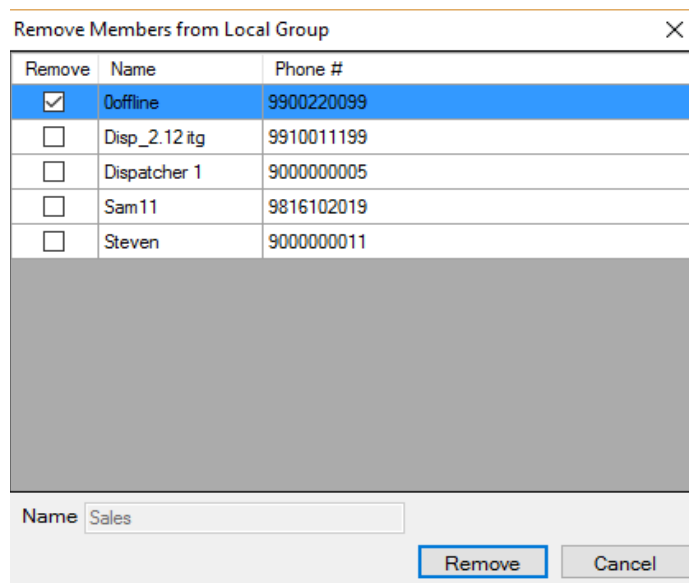 Remove Members from Local Group
Remove Name Phone #
0offline 9900220099
Disp_2.12 itg 9910011199
Dispatcher 1 9000000005
Sam11 9816102019
Steven 9000000011
Name Sales
Remove Cancel